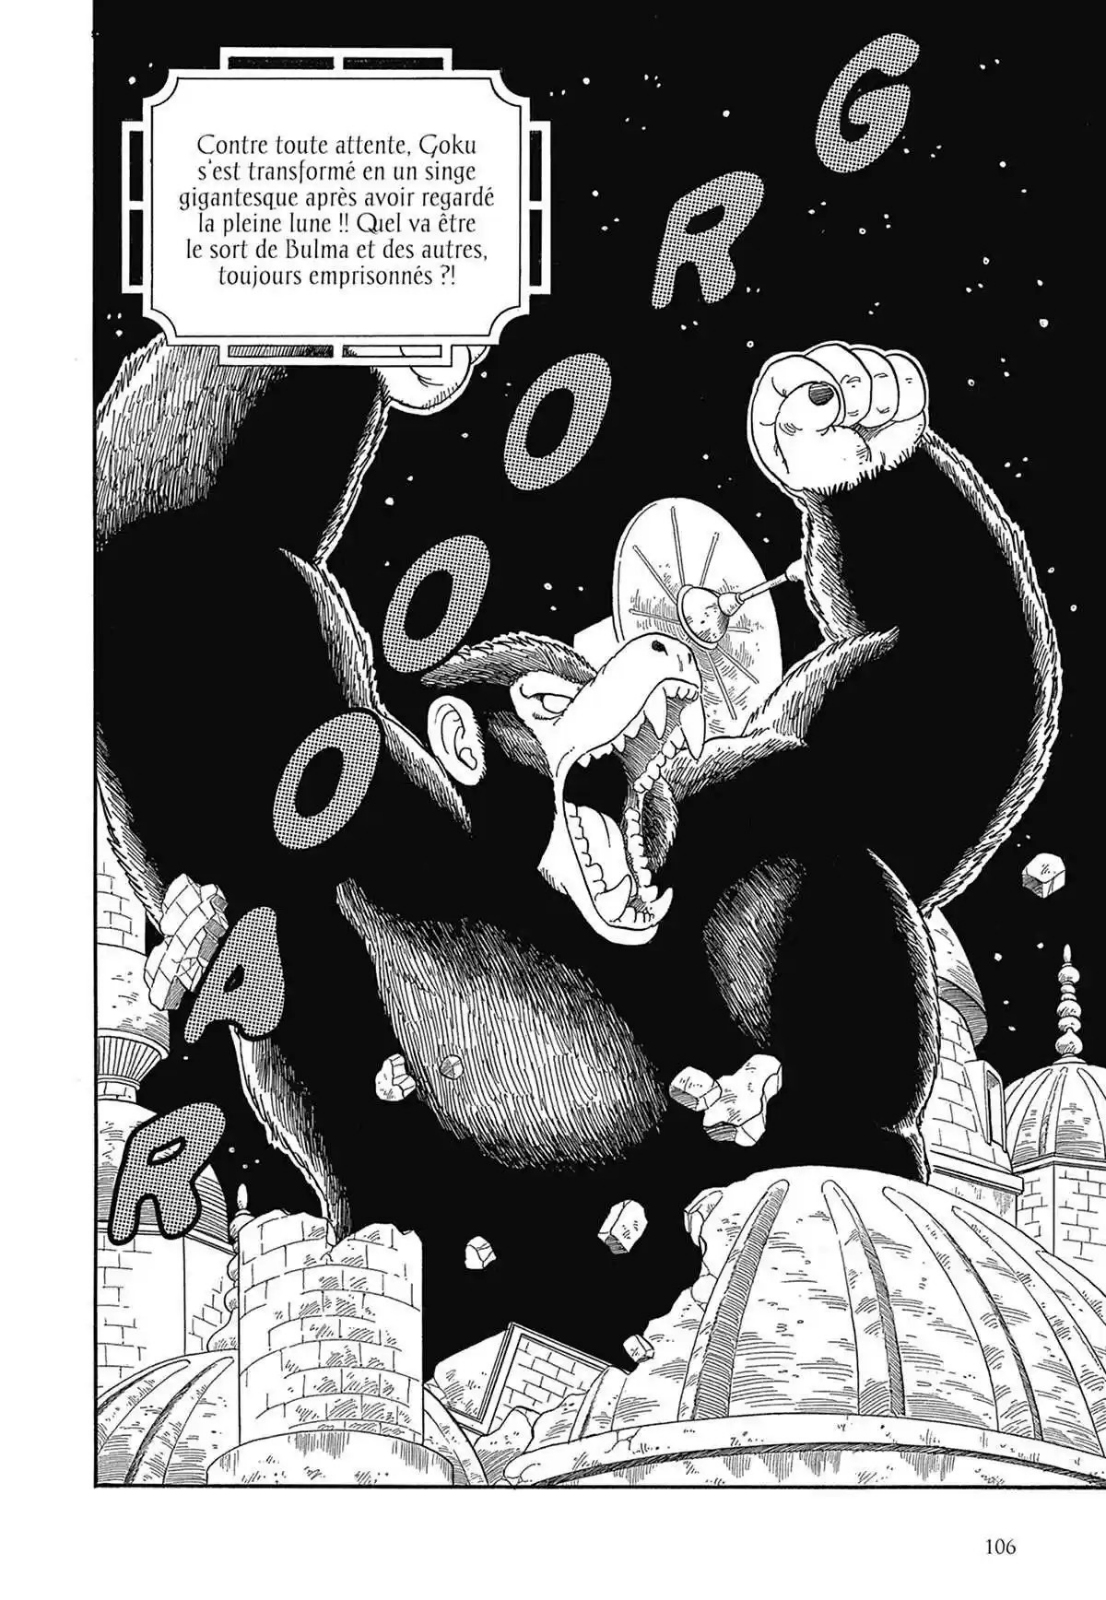 Contre toute attente, Goku
s'est transformé en un singe
gigantesque après avoir regardé
la pleine lune !! Quel va être
le sort de Bulma et des autres,
toujours emprisonnés ?!
GROOOOAR
106